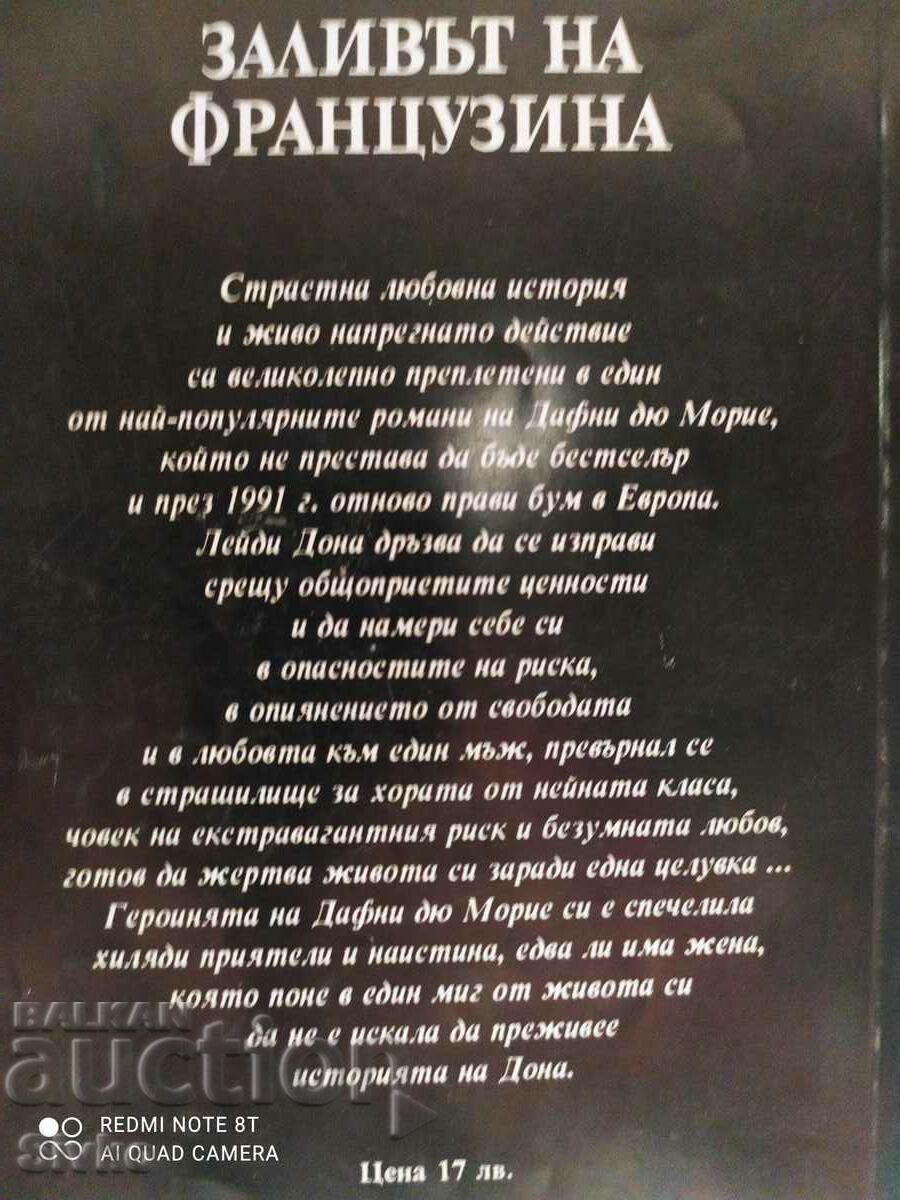 ЗАЛИВЪТ НА
ФРАНЦУЗИНА
Страстна любовна история
и живо напрегнато действие
са великолепно преплетени в един
от най-популярните романи на Дафни дю Морие,
който не престава да бъде бестселър
и през 1991 г. отново прави бум в Европа.
Лейди Дона дръзва да се изправи
срещу общоприетите ценности
и да намери себе си
в опасностите на риска,
в опиянението от свободата
и в любовта към един мъж, превърнал се
в страшилище за хората от нейната класа,
човек на екстравагантния риск и безумната любов,
готов да жертва живота си заради една целувка ...
Героинята на Дафни дю Морие си е спечелила
хиляди приятели и наистина, едва ли има жена,
която поне в един миг от живота си
да не е искала да преживее
историята на Дона.
BALKAN
auction
REDMI NOTE 8T
AI QUAD CAMERA
Цена 17 лв.